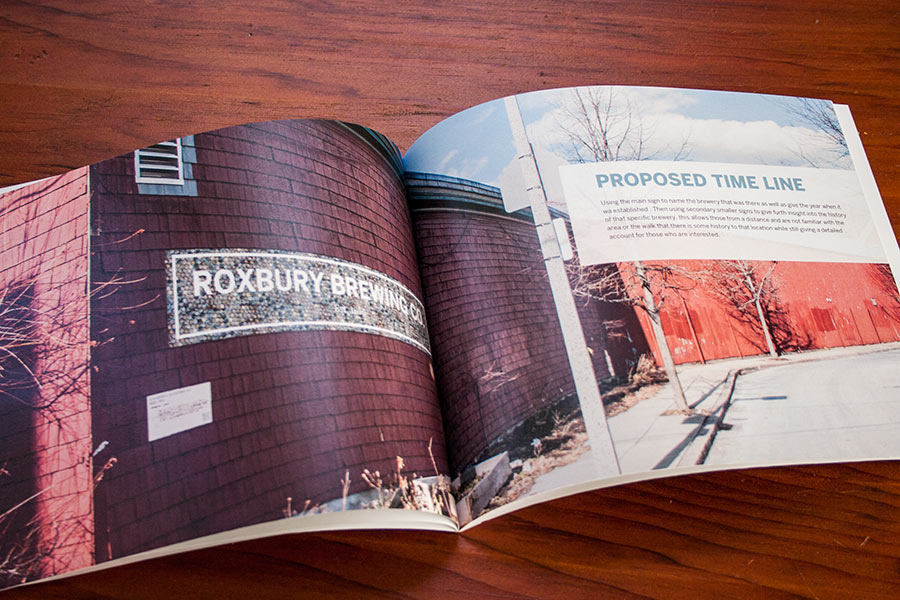 ROXBURY BREWING CO
PROPOSED TIME LINE
Using the main sign to name the brewery that was there as well as give the year when it
wa established . Then using secondary smaller signs to give furth insight into the history
of that specific brewery. this allows those from a distance and are not familiar with the
area or the walk that there is some history to that location while still giving a detailed
account for those who are interested.